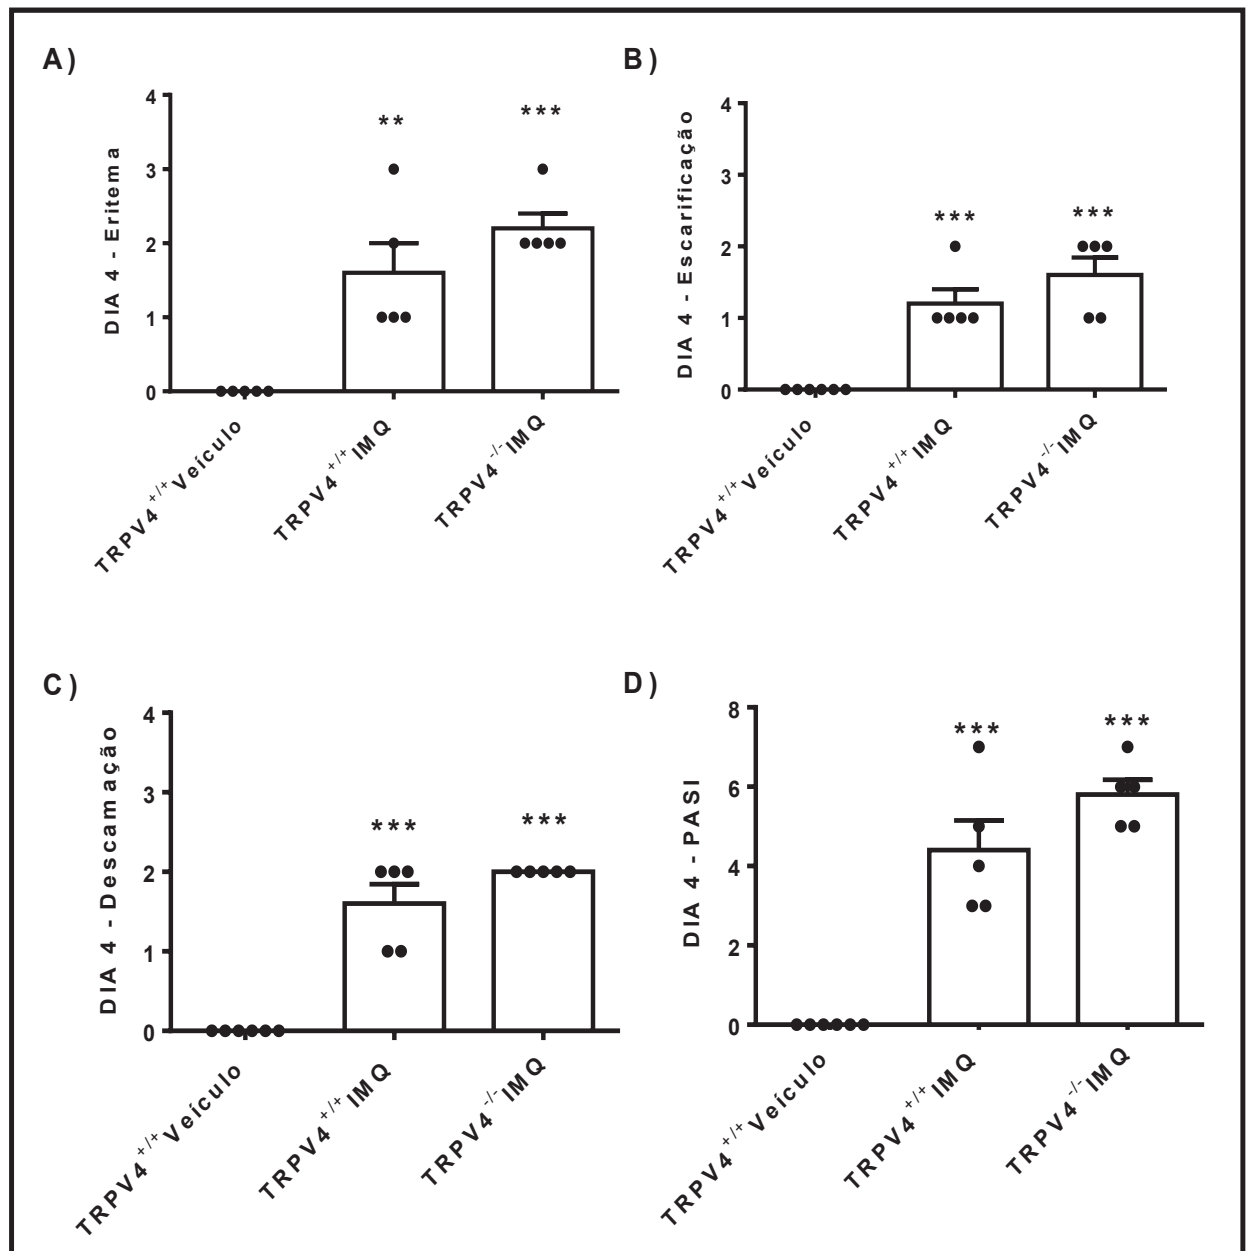 A)
4
3
2
1
0
DIA 4 - Eritema
**
***
TRPV4+/+ Veículo
TRPV4+/+ IMQ
TRPV4-/- IMQ
B)
4
3
2
1
0
DIA 4 - Escarificação
***
***
TRPV4+/+ Veículo
TRPV4+/+ IMQ
TRPV4-/- IMQ
C)
4
3
2
1
0
DIA 4 - Descamação
***
***
TRPV4+/+ Veículo
TRPV4+/+ IMQ
TRPV4-/- IMQ
D)
8
6
4
2
0
DIA 4 - PASI
***
***
TRPV4+/+ Veículo
TRPV4+/+ IMQ
TRPV4-/- IMQ